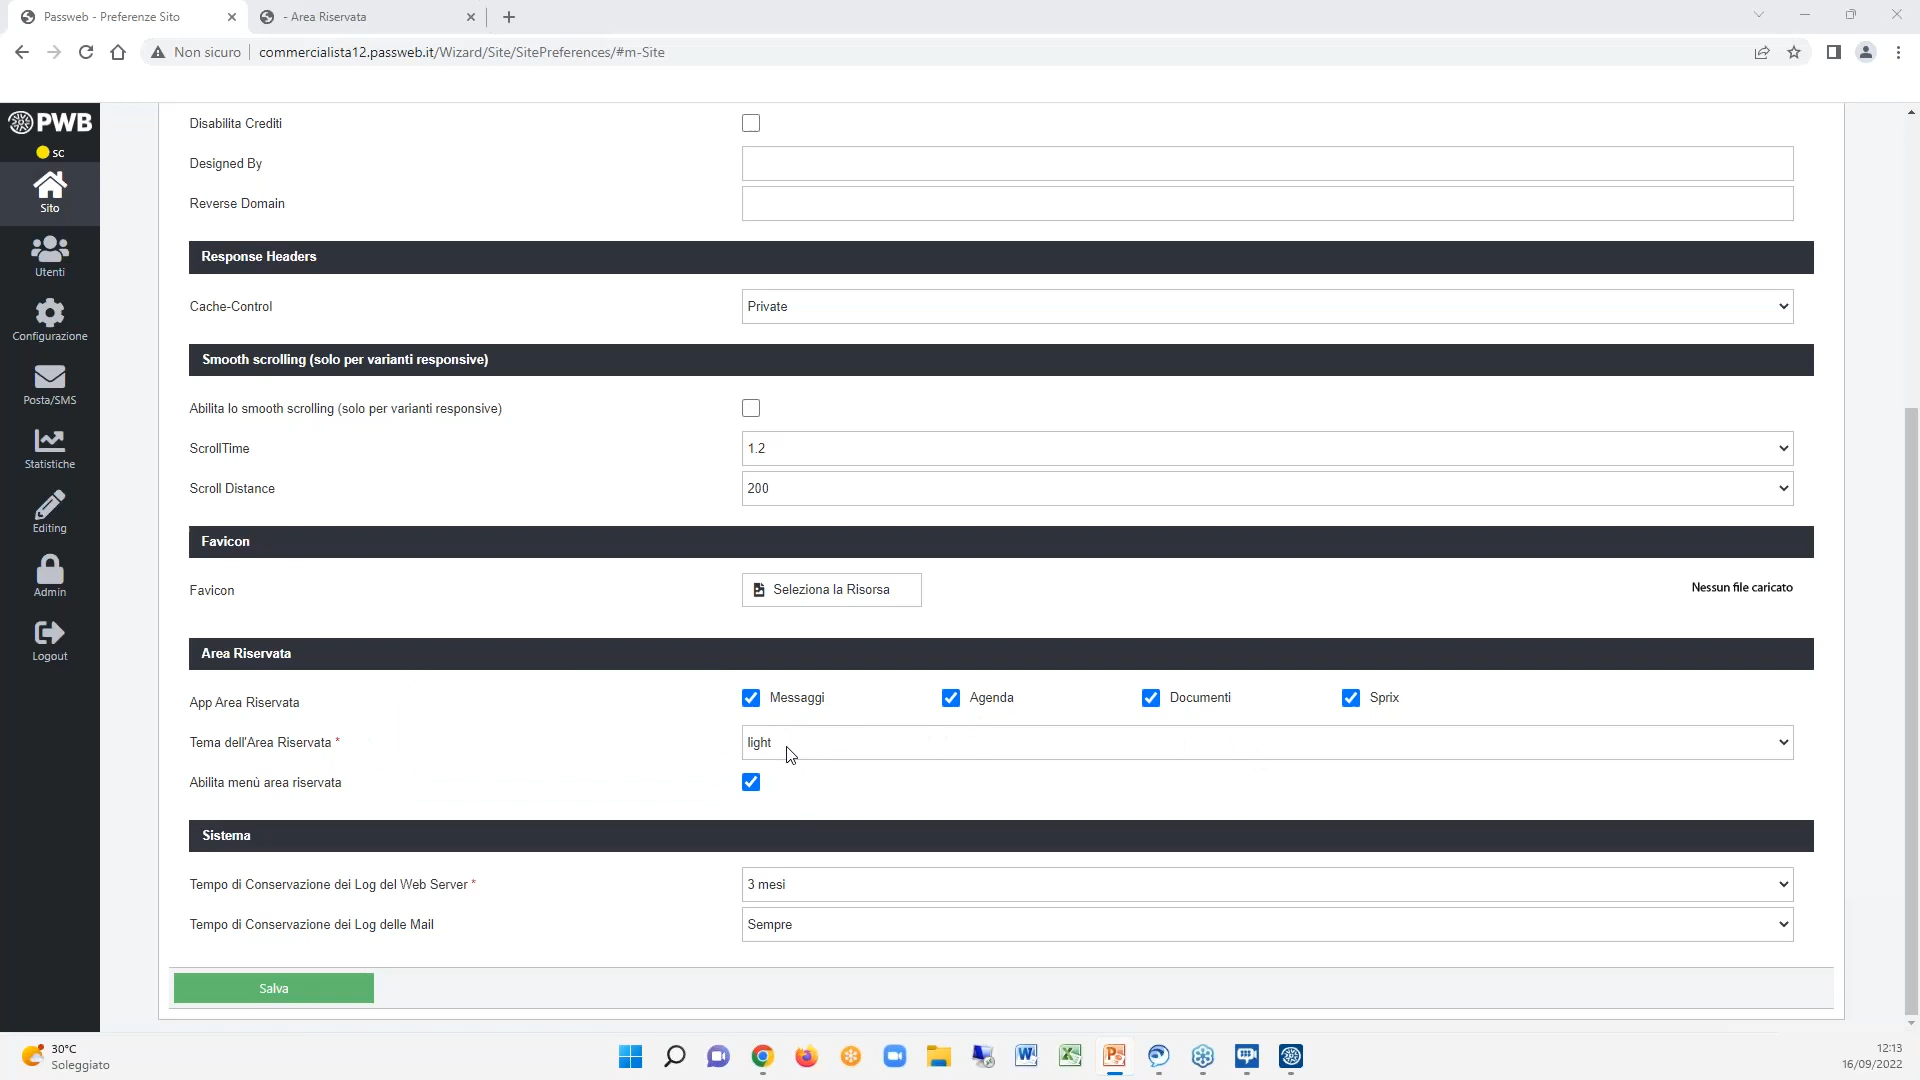 Passweb - Preferenze Sito
- Area Riservata
Non sicuro
commercialista12.passweb.it/Wizard/Site/SitePreferences/#m-Site
PWB
sc
Sito
Utenti
Configurazione
Posta/SMS
Statistiche
Editing
Admin
Logout
Disabilita Crediti
Designed By
Reverse Domain
Response Headers
Cache-Control
Private
Smooth scrolling (solo per varianti responsive)
Abilita lo smooth scrolling (solo per varianti responsive)
ScrollTime
1.2
Scroll Distance
200
Favicon
Favicon
Seleziona la Risorsa
Nessun file caricato
Area Riservata
App Area Riservata
Messaggi
Agenda
Documenti
Sprix
Tema dell'Area Riservata *
light
Abilita menù area riservata
Sistema
Tempo di Conservazione dei Log del Web Server *
3 mesi
Tempo di Conservazione dei Log delle Mail
Sempre
Salva
30°C
Soleggiato
12:13
16/09/2022